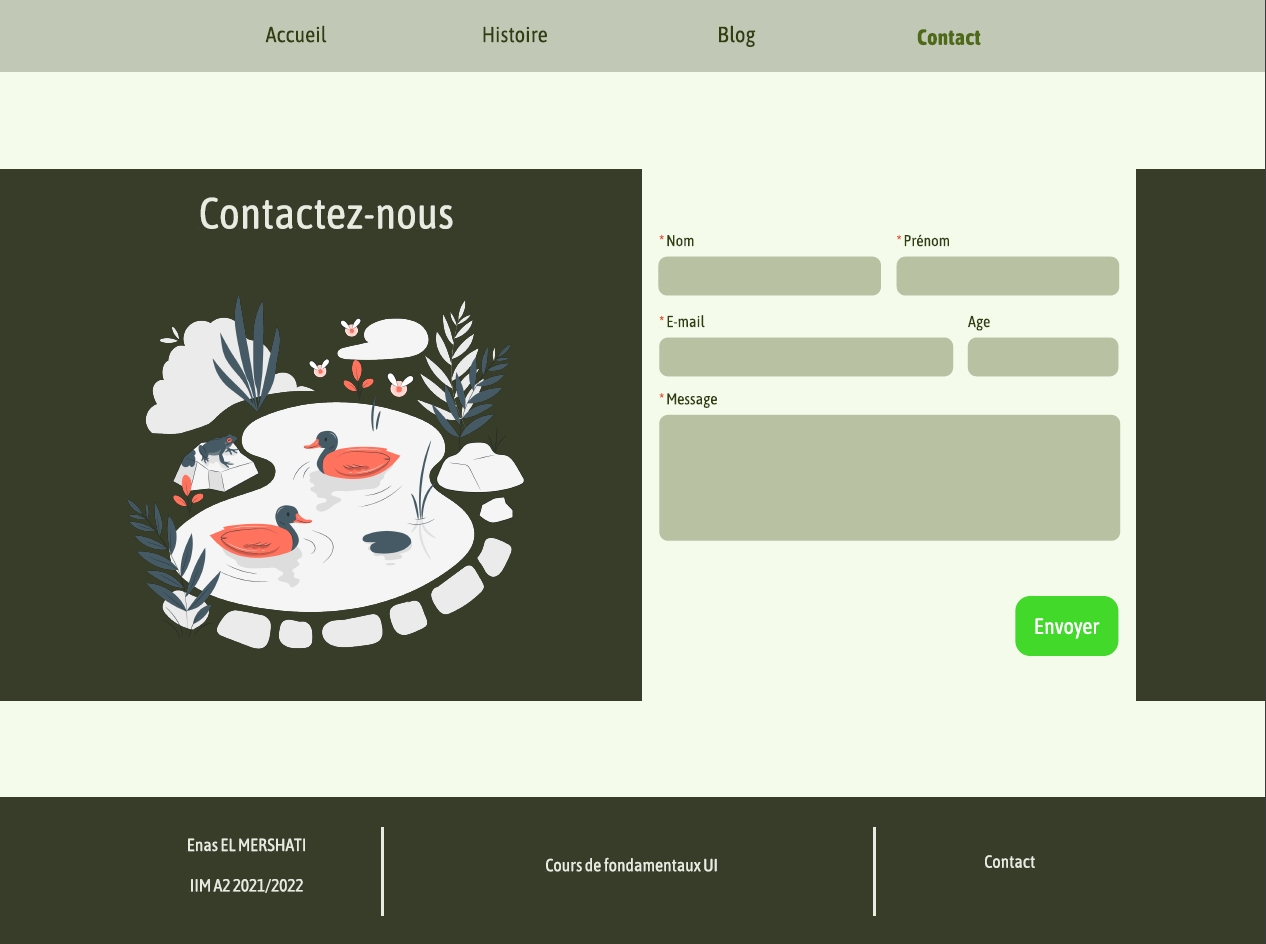 Accueil Histoire Blog Contact
Contactez-nous
* Nom * Prénom
* E-mail Age
* Message
Envoyer
Enas EL MERSHATI
IIM A2 2021/2022
Cours de fondamentaux UI
Contact